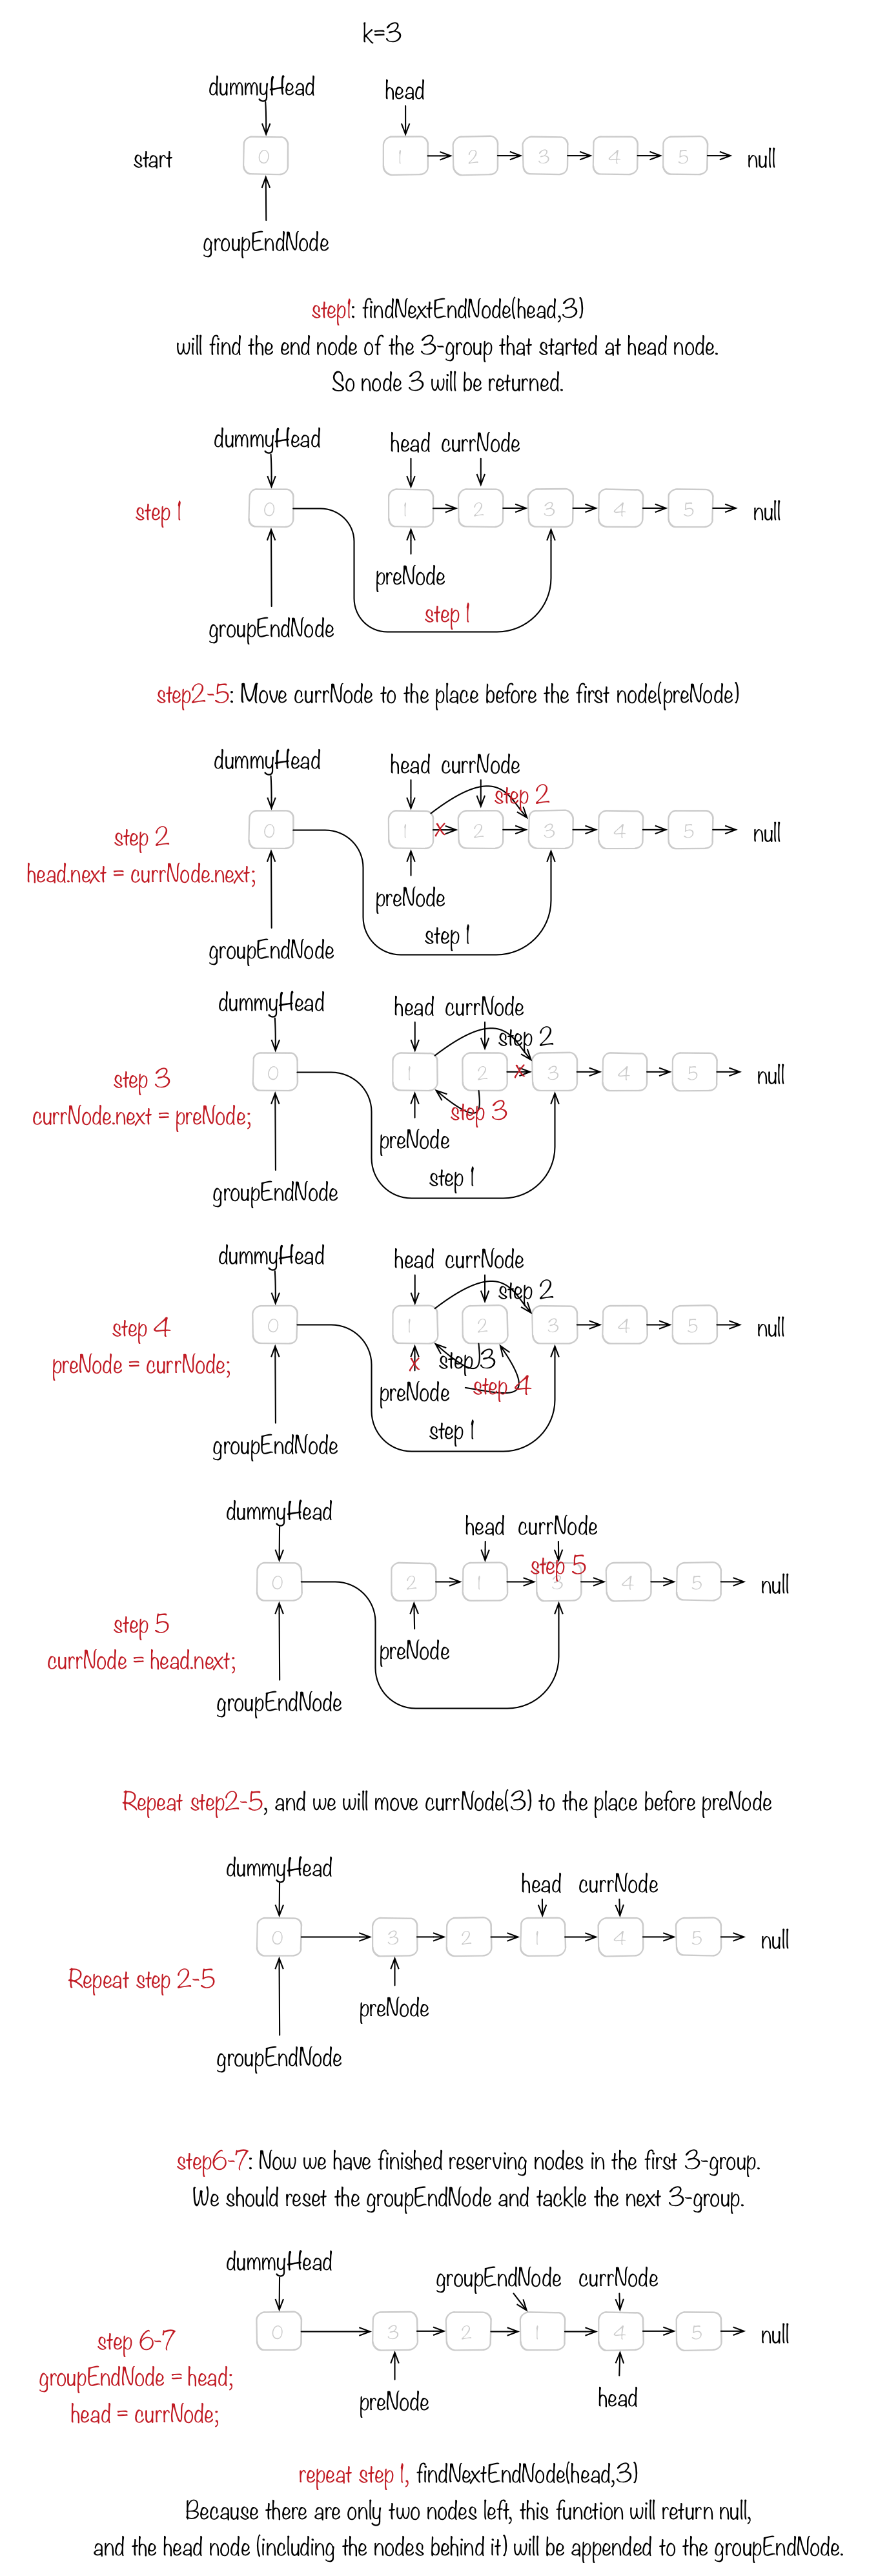 k=3
dummyHead head
start 0 1 2 3 4 5 null
groupEndNode
step1: findNextEndNode(head,3)
will find the end node of the 3-group that started at head node.
So node 3 will be returned.
dummyHead head currNode
step 1 0 1 2 3 4 5 null
preNode
step 1
groupEndNode
step2-5: Move currNode to the place before the first node(preNode)
dummyHead head currNode
step 2
step 2 0 1 x 2 3 4 5 null
head.next = currNode.next;
preNode
step 1
groupEndNode
dummyHead head currNode
step 2
step 3 0 1 2 x 3 4 5 null
currNode.next = preNode;
step 3
preNode
step 1
groupEndNode
dummyHead head currNode
step 2
step 4 0 1 2 3 4 5 null
preNode = currNode;
x step 3
preNode step 4
step 1
groupEndNode
dummyHead head currNode
step 5
0 2 1 3 4 5 null
step 5
currNode = head.next;
preNode
groupEndNode
Repeat step2-5, and we will move currNode(3) to the place before preNode
dummyHead head currNode
0 3 2 1 4 5 null
Repeat step 2-5
preNode
groupEndNode
step6-7: Now we have finished reserving nodes in the first 3-group.
We should reset the groupEndNode and tackle the next 3-group.
dummyHead groupEndNode currNode
0 3 2 1 4 5 null
step 6-7
groupEndNode = head;
head = currNode;
preNode head
repeat step 1, findNextEndNode(head,3)
Because there are only two nodes left, this function will return null,
and the head node (including the nodes behind it) will be appended to the groupEndNode.